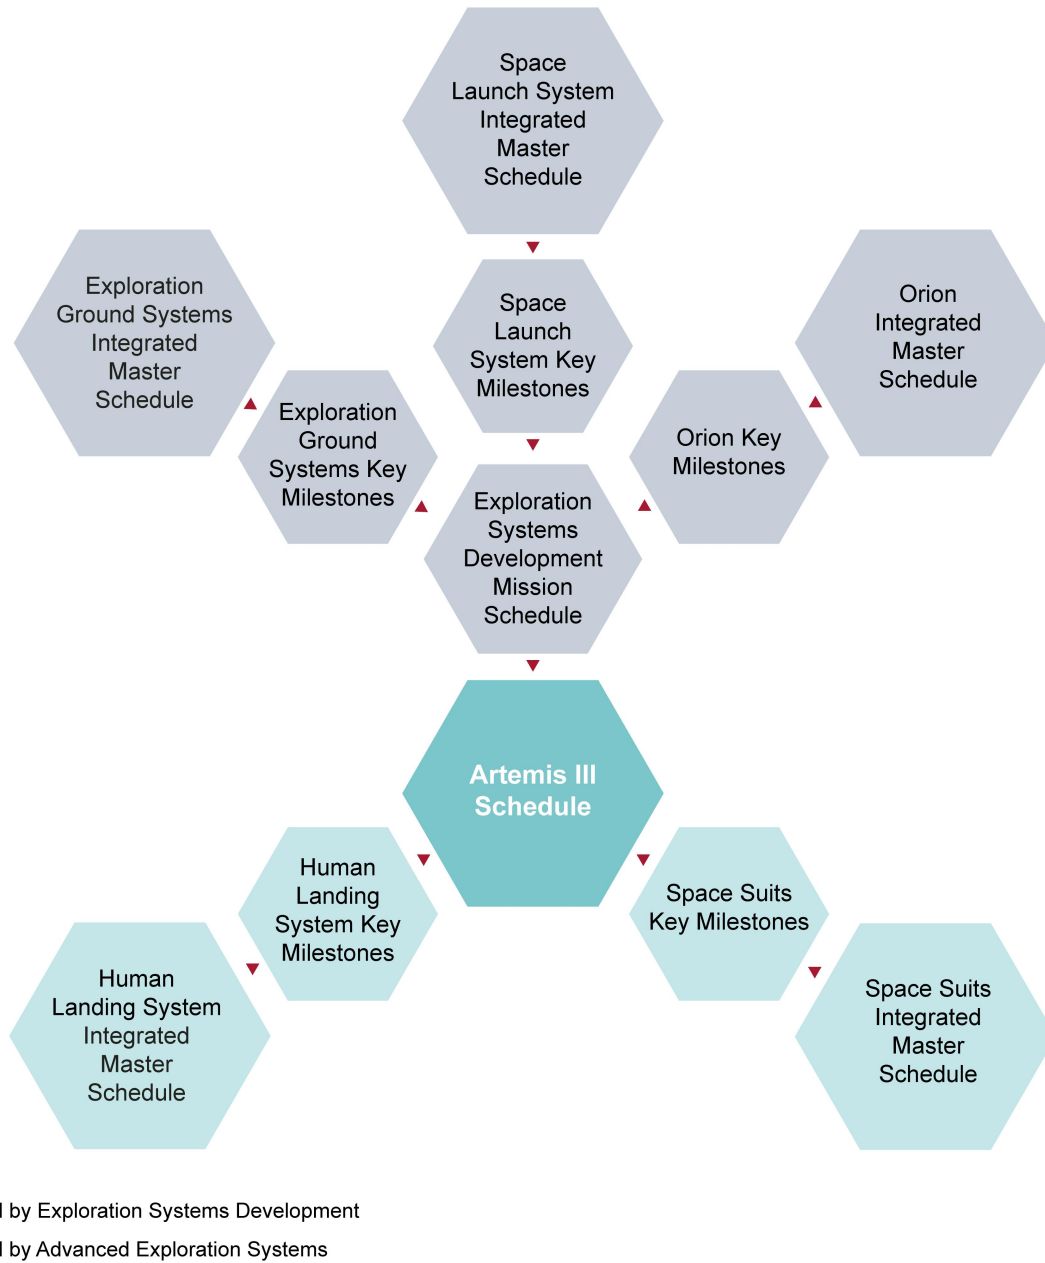 Space
Launch System
Integrated
Master
Schedule
Exploration
Ground Systems
Integrated
Master
Schedule
Space
Launch
System Key
Milestones
Orion
Integrated
Master
Schedule
Exploration
Ground
Systems Key
Milestones
Orion Key
Milestones
Exploration
Systems
Development
Mission
Schedule
Artemis III
Schedule
Human
Landing
System Key
Milestones
Space Suits
Key Milestones
Human
Landing System
Integrated
Master
Schedule
Space Suits
Integrated
Master
Schedule
by Exploration Systems Development
by Advanced Exploration Systems